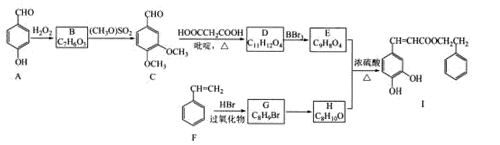 CHO
OH
A
H₂O₂
B
C₇H₆O₃
(CH₃O)SO₂
CHO
OCH₃
OCH₃
C
HOOCCH₂COOH
吡啶,△
D
C₁₁H₁₂O₄
BBr₃
E
C₉H₈O₄
CH=CH₂
F
HBr
过氧化物
G
C₈H₉Br
H
C₈H₁₀O
浓硫酸
△
CH=CHCOOCH₂CH₂
OH
OH
I